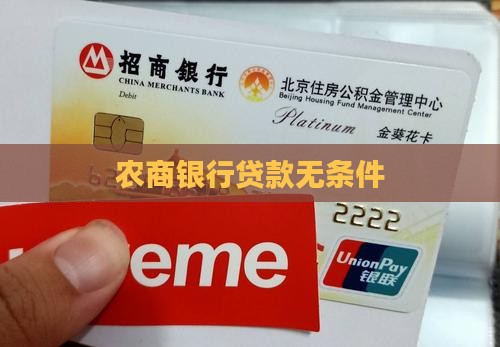 招商銀行
CHINA MERCHANTS BANK
Debit
北京住房公积金管理中心
Beijing Housing Fund Management Center
Platinum
金葵花卡
农商银行贷款无条件
2222
eme
UnionPay
银联